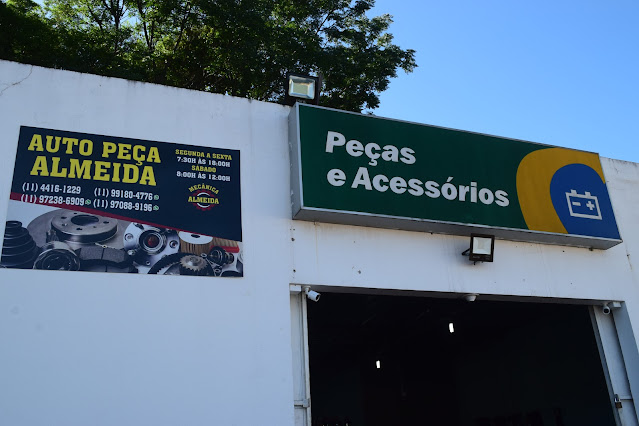 AUTO PEÇA
ALMEIDA
(11) 4416-1229 (11) 99180-4776
(11) 97238-6909 (11) 97088-9196
SEGUNDA A SEXTA
7:30H ÀS 18:00H
SÁBADO
8:00H ÀS 12:00H
MECÂNICA
ALMEIDA
Peças
e Acessórios